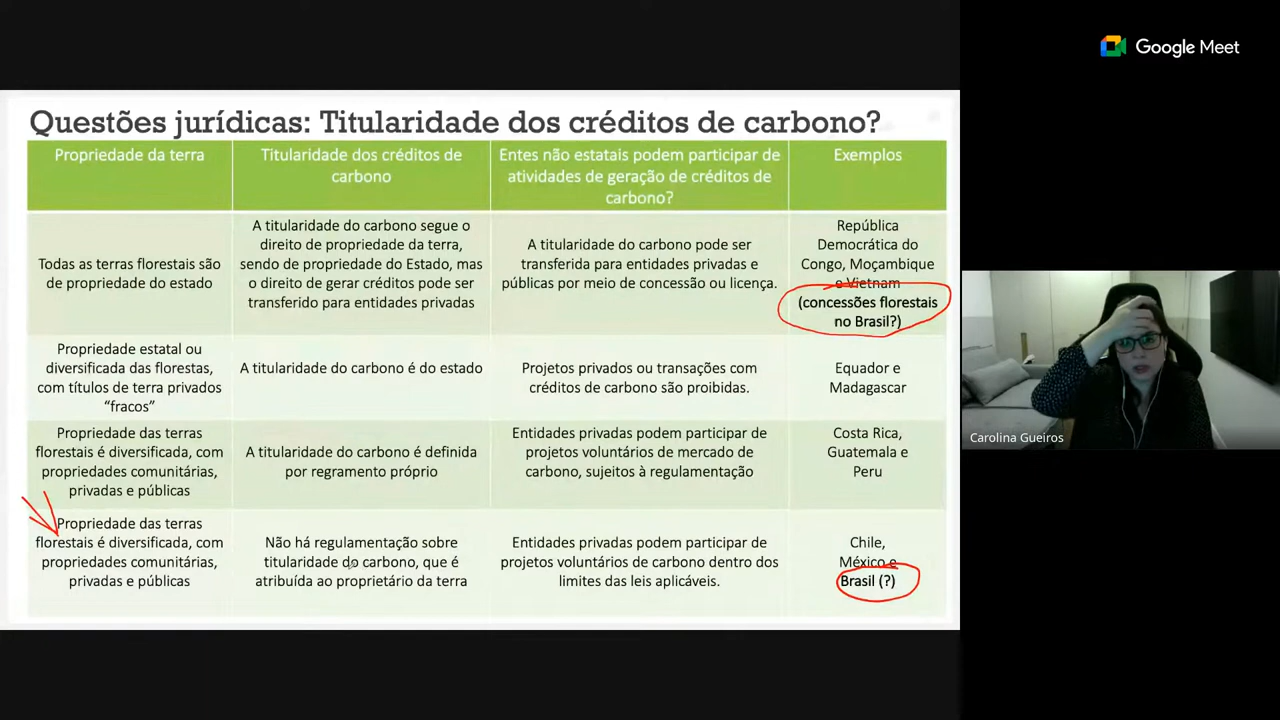 Google Meet
Questões jurídicas: Titularidade dos créditos de carbono?
Propriedade da terra
Titularidade dos créditos de
carbono
Entes não estatais podem participar de
atividades de geração de créditos de
carbono?
Exemplos
Todas as terras florestais são
de propriedade do estado
A titularidade do carbono segue o
direito de propriedade da terra,
sendo de propriedade do Estado, mas
o direito de gerar créditos pode ser
transferido para entidades privadas
A titularidade do carbono pode ser
transferida para entidades privadas e
públicas por meio de concessão ou licença.
República
Democrática do
Congo, Moçambique
e Vietnam
(concessões florestais
no Brasil?)
Propriedade estatal ou
diversificada das florestas,
com títulos de terra privados
“fracos”
A titularidade do carbono é do estado
Projetos privados ou transações com
créditos de carbono são proibidas.
Equador e
Madagascar
Propriedade das terras
florestais é diversificada, com
propriedades comunitárias,
privadas e públicas
A titularidade do carbono é definida
por regramento próprio
Entidades privadas podem participar de
projetos voluntários de mercado de
carbono, sujeitos à regulamentação
Costa Rica,
Guatemala e
Peru
Propriedade das terras
florestais é diversificada, com
propriedades comunitárias,
privadas e públicas
Não há regulamentação sobre
titularidade do carbono, que é
atribuída ao proprietário da terra
Entidades privadas podem participar de
projetos voluntários de carbono dentro dos
limites das leis aplicáveis.
Chile,
México e
Brasil (?)
Carolina Gueiros